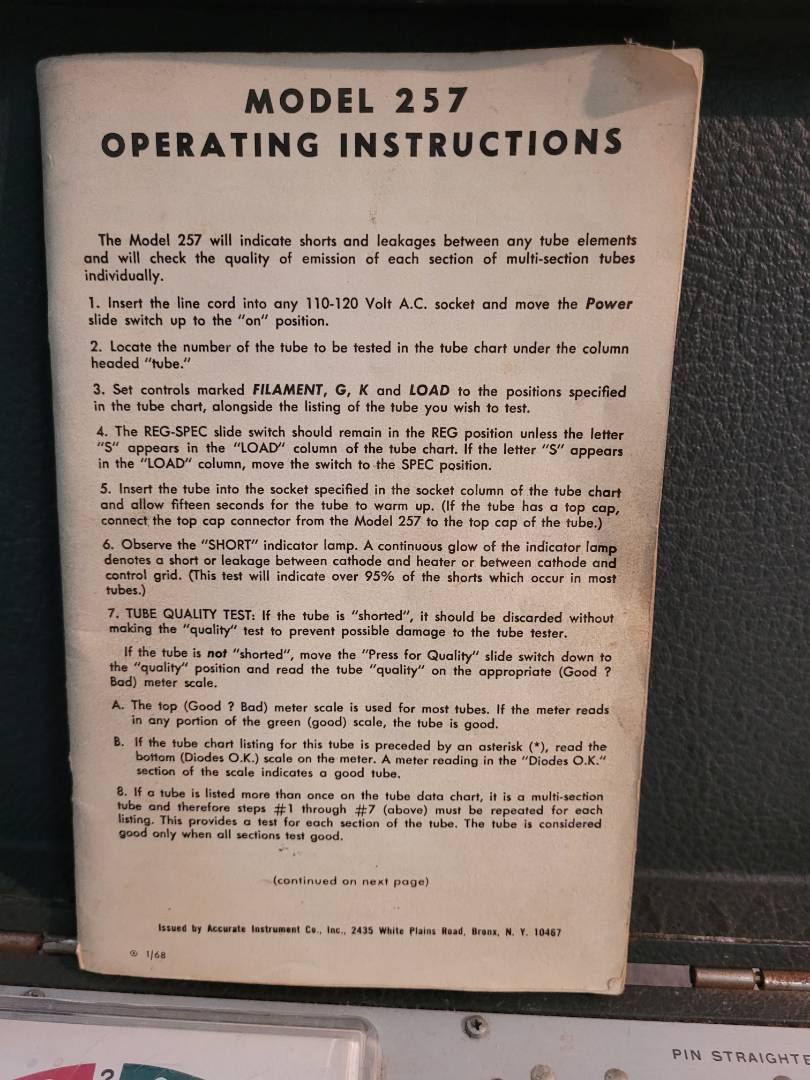 MODEL 257
OPERATING INSTRUCTIONS
The Model 257 will indicate shorts and leakages between any tube elements
and will check the quality of emission of each section of multi-section tubes
individually.
1. Insert the line cord into any 110-120 Volt A.C. socket and move the Power
slide switch up to the "on" position.
2. Locate the number of the tube to be tested in the tube chart under the column
headed "tube."
3. Set controls marked FILAMENT, G, K and LOAD to the positions specified
in the tube chart, alongside the listing of the tube you wish to test.
4. The REG-SPEC slide switch should remain in the REG position unless the letter
"S" appears in the "LOAD" column of the tube chart. If the letter "S" appears
in the "LOAD" column, move the switch to the SPEC position.
5. Insert the tube into the socket specified in the socket column of the tube chart
and allow fifteen seconds for the tube to warm up. (If the tube has a top cap,
connect the top cap connector from the Model 257 to the top cap of the tube.)
6. Observe the "SHORT" indicator lamp. A continuous glow of the indicator lamp
denotes a short or leakage between cathode and heater or between cathode and
control grid. (This test will indicate over 95% of the shorts which occur in most
tubes.)
7. TUBE QUALITY TEST: If the tube is "shorted", it should be discarded without
making the "quality" test to prevent possible damage to the tube tester.
If the tube is not "shorted", move the "Press for Quality" slide switch down to
the "quality" position and read the tube "quality" on the appropriate (Good ?
Bad) meter scale.
A. The top (Good ? Bad) meter scale is used for most tubes. If the meter reads
in any portion of the green (good) scale, the tube is good.
B. If the tube chart listing for this tube is preceded by an asterisk (*), read the
bottom (Diodes O.K.) scale on the meter. A meter reading in the "Diodes O.K."
section of the scale indicates a good tube.
8. If a tube is listed more than once on the tube data chart, it is a multi-section
tube and therefore steps #1 through #7 (above) must be repeated for each
listing. This provides a test for each section of the tube. The tube is considered
good only when all sections test good.
(continued on next page)
Issued by Accurate Instrument Co., Inc., 2435 White Plains Road, Bronx, N. Y. 10467
© 1/68
PIN STRAIGHTE
?